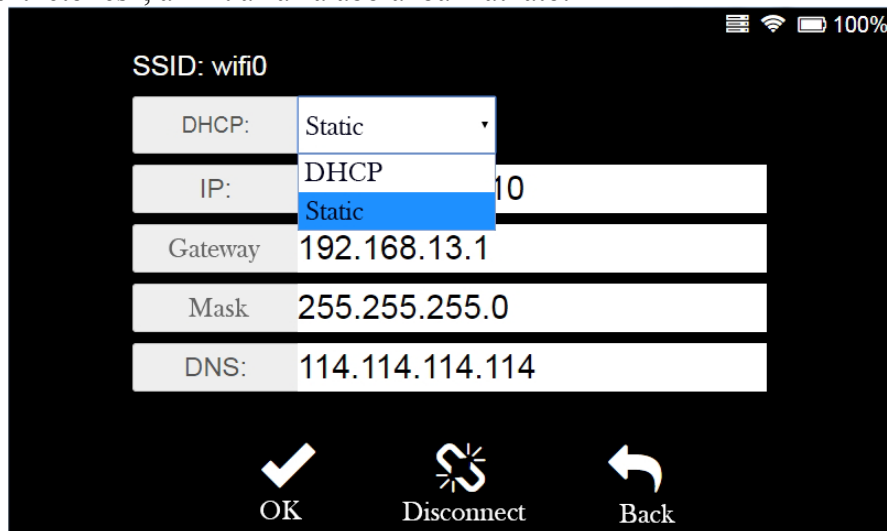 100%
SSID: wifi0
DHCP: Static
DHCP
IP: 10
Static
Gateway 192.168.13.1
Mask 255.255.255.0
DNS: 114.114.114.114
OK Disconnect Back